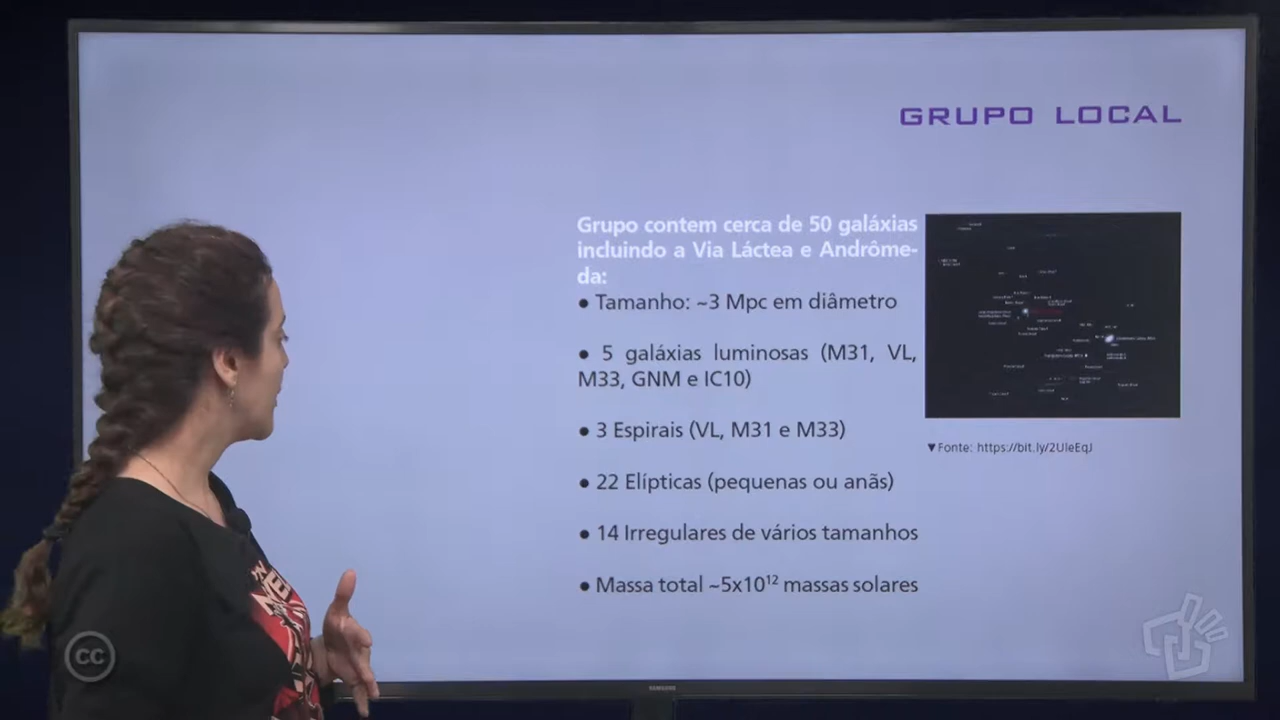 GRUPO LOCAL
Grupo contem cerca de 50 galáxias
incluindo a Via Láctea e Andrôme-
da:
● Tamanho: ~3 Mpc em diâmetro
● 5 galáxias luminosas (M31, VL,
M33, GNM e IC10)
● 3 Espirais (VL, M31 e M33)
● 22 Elípticas (pequenas ou anãs)
● 14 Irregulares de vários tamanhos
● Massa total ~5x10¹² massas solares
▼Fonte: https://bit.ly/2UleEqJ
SAMSUNG
cc